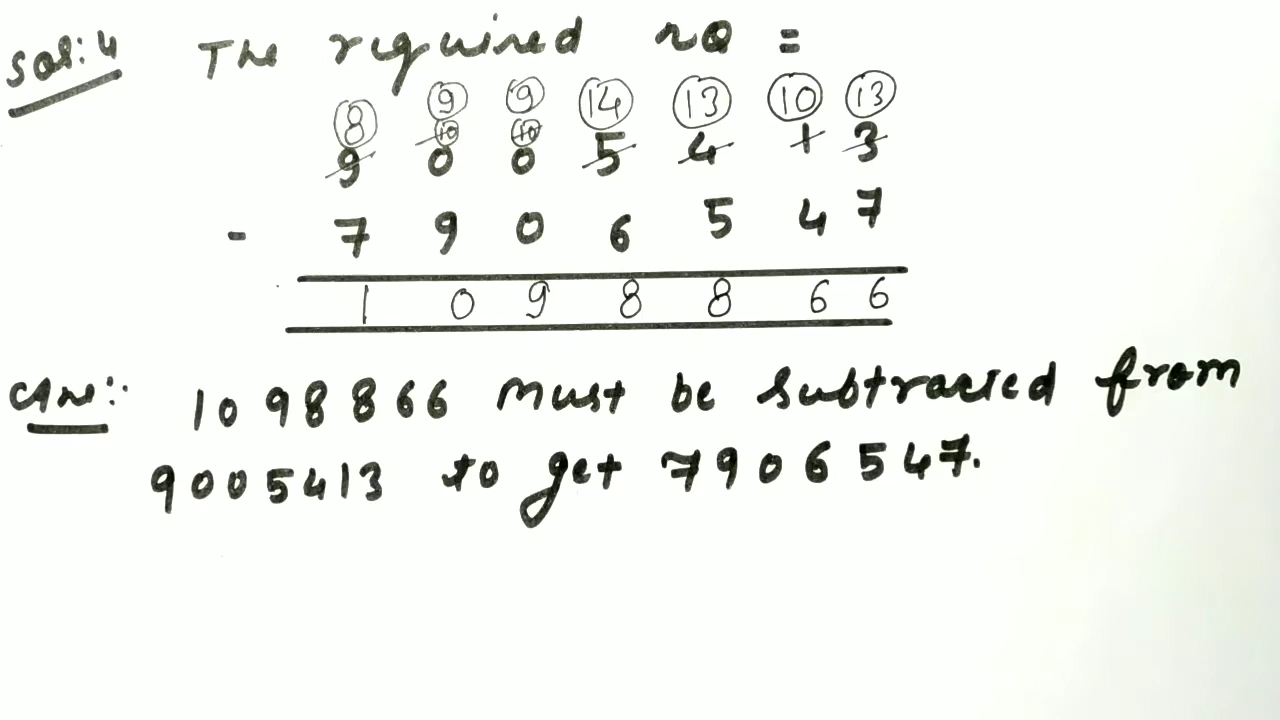 Sol:4 The required no =
8 9 9 14 13 10 13
10 10
9 0 0 5 4 1 3
- 7 9 0 6 5 4 7
1 0 9 8 8 6 6
Ans:- 1098866 must be subtracted from
9005413 to get 7906547.